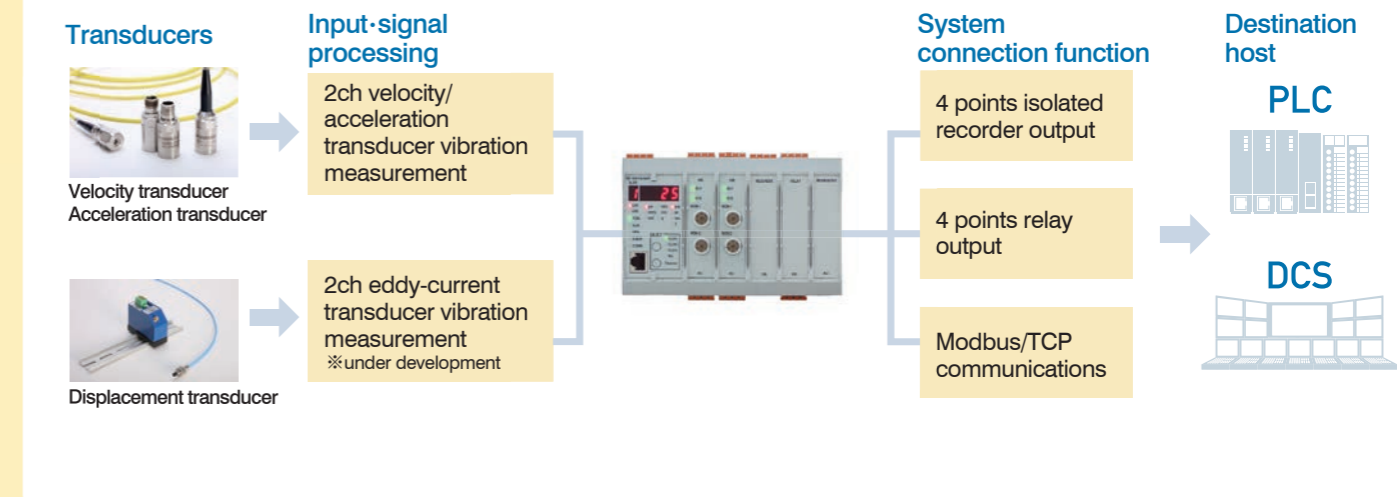 Transducers
Velocity transducer
Acceleration transducer
Displacement transducer
Input·signal
processing
2ch velocity/
acceleration
transducer vibration
measurement
2ch eddy-current
transducer vibration
measurement
※under development
1 25
System
connection function
4 points isolated
recorder output
4 points relay
output
Modbus/TCP
communications
Destination
host
PLC
DCS